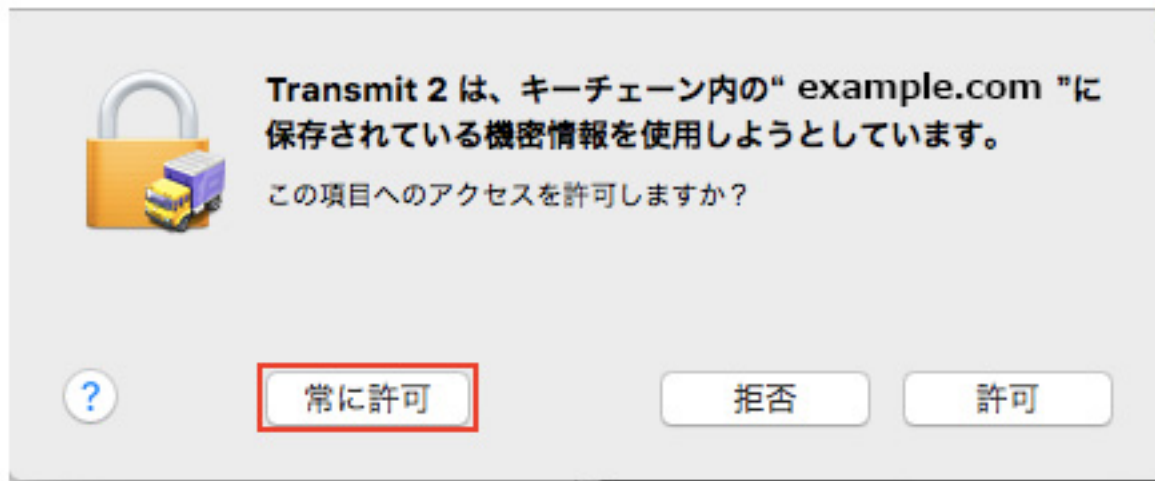 Transmit 2 は、キーチェーン内の“ example.com ”に
保存されている機密情報を使用しようとしています。
この項目へのアクセスを許可しますか？
? 常に許可 拒否 許可